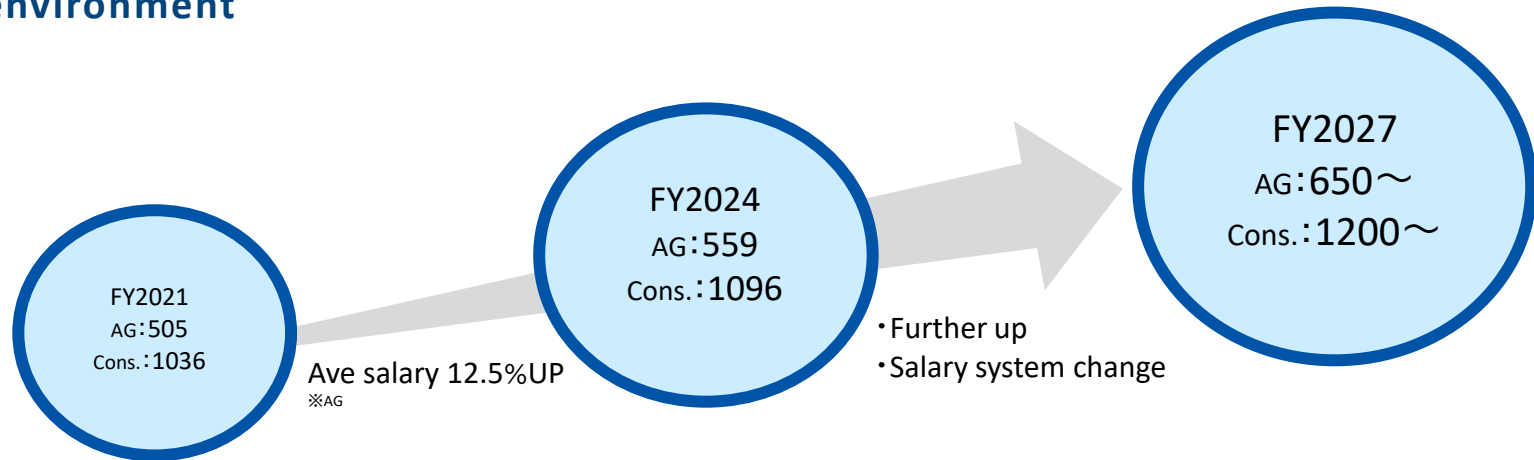 environment
FY2021
AG:505
Cons.:1036
Ave salary 12.5%UP
※AG
FY2024
AG:559
Cons.:1096
・Further up
・Salary system change
FY2027
AG:650～
Cons.:1200～